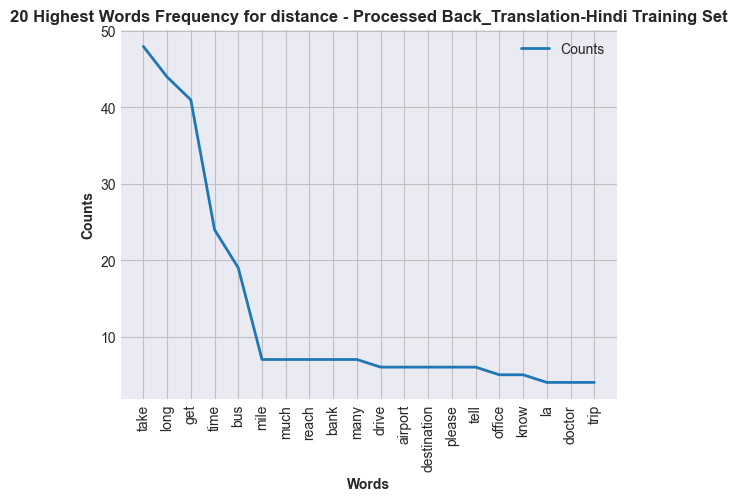 20 Highest Words Frequency for distance - Processed Back_Translation-Hindi Training Set
Counts
50
40
30
20
10
Counts
take
long
get
time
bus
mile
much
reach
bank
many
drive
airport
destination
please
tell
office
know
la
doctor
trip
Words